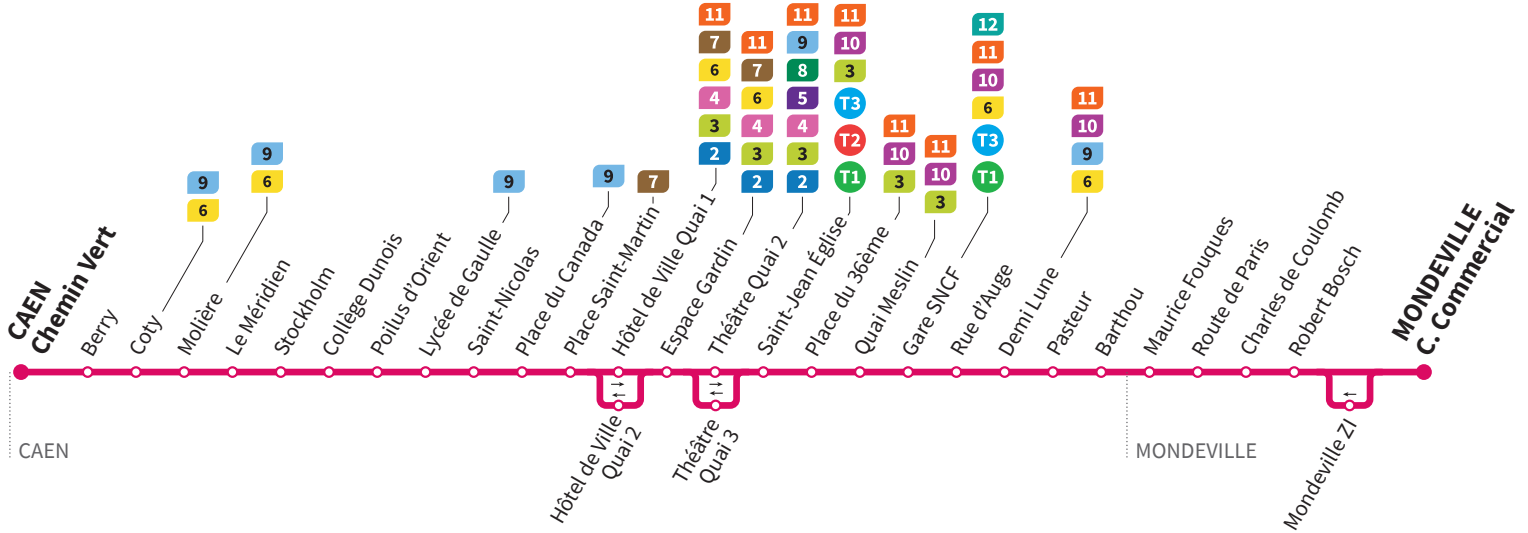 11
7
6
4
3
2
11
7
6
4
3
2
11
9
8
5
4
3
2
11
10
3
T3
T2
T1
11
10
3
11
10
3
12
11
10
6
T3
T1
11
10
9
6
9
6
9
6
9
9
7
CAEN
Chemin Vert
Berry
Coty
Molière
Le Méridien
Stockholm
Collège Dunois
Poilus d'Orient
Lycée de Gaulle
Saint-Nicolas
Place du Canada
Place Saint-Martin
Hôtel de Ville Quai 1
Espace Gardin
Théâtre Quai 2
Saint-Jean Église
Place du 36ème
Quai Meslin
Gare SNCF
Rue d'Auge
Demi Lune
Pasteur
Barthou
Maurice Fouques
Route de Paris
Charles de Coulomb
Robert Bosch
MONDEVILLE
C. Commercial
Hôtel de Ville
Quai 2
Théâtre
Quai 3
Mondeville ZI
CAEN
MONDEVILLE